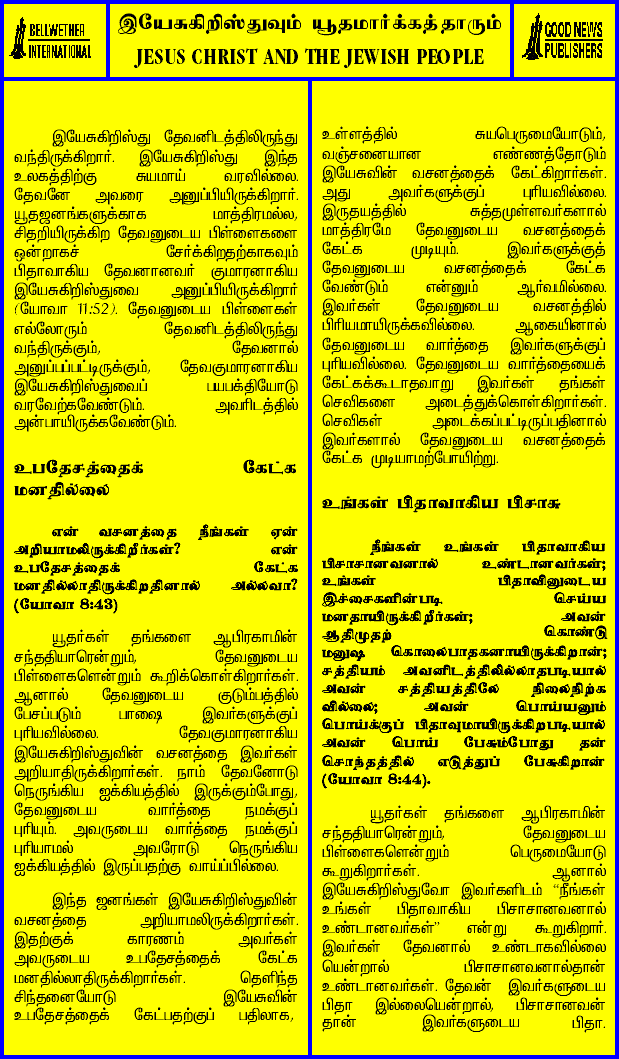 BELLWETHER
INTERNATIONAL
இயேசுகிறிஸ்துவும் யூதமார்க்கத்தாரும்
JESUS CHRIST AND THE JEWISH PEOPLE
GOOD NEWS
PUBLISHERS
இயேசுகிறிஸ்து தேவனிடத்திலிருந்து
வந்திருக்கிறார். இயேசுகிறிஸ்து இந்த
உலகத்திற்கு சுயமாய் வரவில்லை.
தேவனே அவரை அனுப்பியிருக்கிறார்.
யூதஜனங்களுக்காக மாத்திரமல்ல,
சிதறியிருக்கிற தேவனுடைய பிள்ளைகளை
ஒன்றாகச் சேர்க்கிறதற்காகவும்
பிதாவாகிய தேவனானவர் குமாரனாகிய
இயேசுகிறிஸ்துவை அனுப்பியிருக்கிறார்
(யோவா 11:52). தேவனுடைய பிள்ளைகள்
எல்லோரும் தேவனிடத்திலிருந்து
வந்திருக்கும், தேவனால்
அனுப்பப்பட்டிருக்கும், தேவகுமாரனாகிய
இயேசுகிறிஸ்துவைப் பயபக்தியோடு
வரவேற்கவேண்டும். அவரிடத்தில்
அன்பாயிருக்கவேண்டும்.
உபதேசத்தைக் கேட்க
மனதில்லை
என் வசனத்தை நீங்கள் ஏன்
அறியாமலிருக்கிறீர்கள்? என்
உபதேசத்தைக் கேட்க
மனதில்லாதிருக்கிறதினால் அல்லவா?
(யோவா 8:43)
யூதர்கள் தங்களை ஆபிரகாமின்
சந்ததியாரென்றும், தேவனுடைய
பிள்ளைகளென்றும் கூறிக்கொள்கிறார்கள்.
ஆனால் தேவனுடைய குடும்பத்தில்
பேசப்படும் பாஷை இவர்களுக்குப்
புரியவில்லை. தேவகுமாரனாகிய
இயேசுகிறிஸ்துவின் வசனத்தை இவர்கள்
அறியாதிருக்கிறார்கள். நாம் தேவனோடு
நெருங்கிய ஐக்கியத்தில் இருக்கும்போது,
தேவனுடைய வார்த்தை நமக்குப்
புரியும். அவருடைய வார்த்தை நமக்குப்
புரியாமல் அவரோடு நெருங்கிய
ஐக்கியத்தில் இருப்பதற்கு வாய்ப்பில்லை.
இந்த ஜனங்கள் இயேசுகிறிஸ்துவின்
வசனத்தை அறியாமலிருக்கிறார்கள்.
இதற்குக் காரணம் அவர்கள்
அவருடைய உபதேசத்தைக் கேட்க
மனதில்லாதிருக்கிறார்கள். தெளிந்த
சிந்தனையோடு இயேசுவின்
உபதேசத்தைக் கேட்பதற்குப் பதிலாக,
உள்ளத்தில் சுயபெருமையோடும்,
வஞ்சனையான எண்ணத்தோடும்
இயேசுவின் வசனத்தைக் கேட்கிறார்கள்.
அது அவர்களுக்குப் புரியவில்லை.
இருதயத்தில் சுத்தமுள்ளவர்களால்
மாத்திரமே தேவனுடைய வசனத்தைக்
கேட்க முடியும். இவர்களுக்குத்
தேவனுடைய வசனத்தைக் கேட்க
வேண்டும் என்னும் ஆர்வமில்லை.
இவர்கள் தேவனுடைய வசனத்தில்
பிரியமாயிருக்கவில்லை. ஆகையினால்
தேவனுடைய வார்த்தை இவர்களுக்குப்
புரியவில்லை. தேவனுடைய வார்த்தையைக்
கேட்கக்கூடாதவாறு இவர்கள் தங்கள்
செவிகளை அடைத்துக்கொள்கிறார்கள்.
செவிகள் அடைக்கப்பட்டிருப்பதினால்
இவர்களால் தேவனுடைய வசனத்தைக்
கேட்க முடியாமற்போயிற்று.
உங்கள் பிதாவாகிய பிசாசு
நீங்கள் உங்கள் பிதாவாகிய
பிசாசானவனால் உண்டானவர்கள்;
உங்கள் பிதாவினுடைய
இச்சைகளின்படி செய்ய
மனதாயிருக்கிறீர்கள்; அவன்
ஆதிமுதற் கொண்டு
மனுஷ கொலைபாதகனாயிருக்கிறான்;
சத்தியம் அவனிடத்திலில்லாதபடியால்
அவன் சத்தியத்திலே நிலைநிற்க
வில்லை; அவன் பொய்யனும்
பொய்க்குப் பிதாவுமாயிருக்கிறபடியால்
அவன் பொய் பேசும்போது தன்
சொந்தத்தில் எடுத்துப் பேசுகிறான்
(யோவா 8:44).
யூதர்கள் தங்களை ஆபிரகாமின்
சந்ததியாரென்றும், தேவனுடைய
பிள்ளைகளென்றும் பெருமையோடு
கூறுகிறார்கள். ஆனால்
இயேசுகிறிஸ்துவோ இவர்களிடம் “நீங்கள்
உங்கள் பிதாவாகிய பிசாசானவனால்
உண்டானவர்கள்” என்று கூறுகிறார்.
இவர்கள் தேவனால் உண்டாகவில்லை
யென்றால் பிசாசானவனால்தான்
உண்டானவர்கள். தேவன் இவர்களுடைய
பிதா இல்லையென்றால், பிசாசானவன்
தான் இவர்களுடைய பிதா.